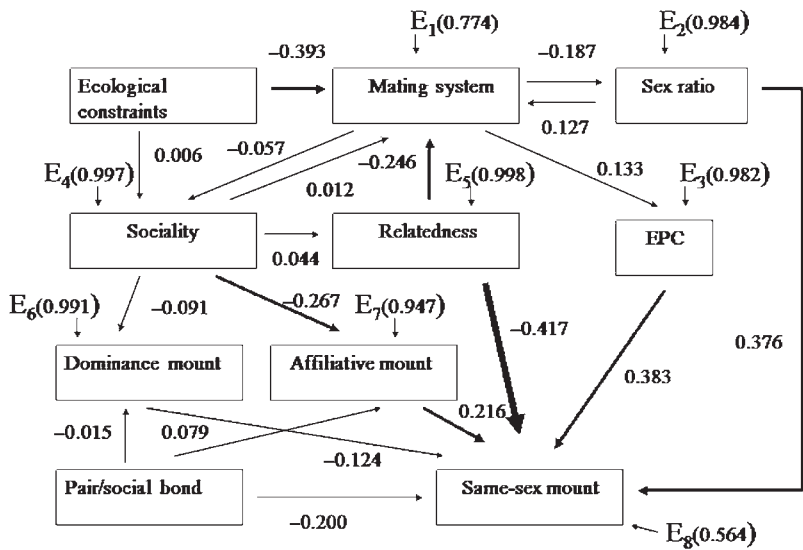 E1(0.774)
E2(0.984)
−0.393
−0.187
Ecological
constraints
Mating system
Sex ratio
0.127
0.006
−0.057
−0.246
0.012
0.133
E4(0.997)
E5(0.998)
E3(0.982)
Sociality
Relatedness
EPC
0.044
E6(0.991)
−0.091
−0.267
E7(0.947)
−0.417
0.376
Dominance mount
Affiliative mount
0.383
−0.015
0.079
0.216
−0.124
Pair/social bond
Same-sex mount
−0.200
E8(0.564)